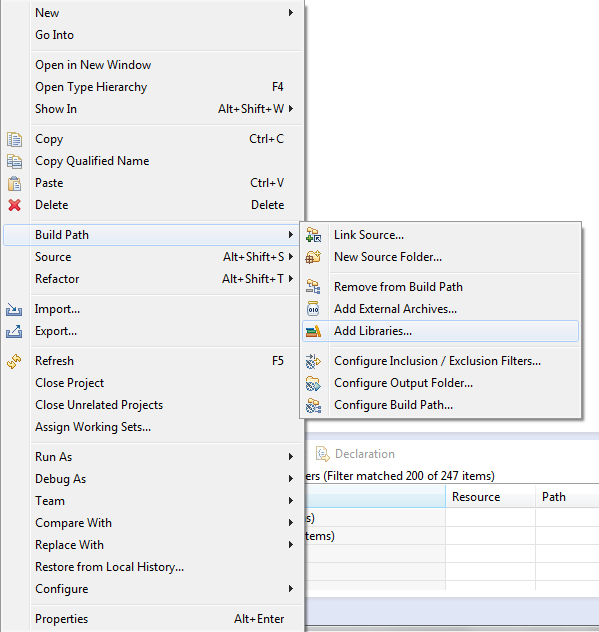 New
Go Into
Open in New Window
Open Type Hierarchy F4
Show In Alt+Shift+W
Copy Ctrl+C
Copy Qualified Name
Paste Ctrl+V
Delete Delete
Build Path
Source Alt+Shift+S
Refactor Alt+Shift+T
Import...
Export...
Refresh F5
Close Project
Close Unrelated Projects
Assign Working Sets...
Run As
Debug As
Team
Compare With
Replace With
Restore from Local History...
Configure
Properties Alt+Enter
Link Source...
New Source Folder...
Remove from Build Path
Add External Archives...
Add Libraries...
Configure Inclusion / Exclusion Filters...
Configure Output Folder...
Configure Build Path...
Declaration
ers (Filter matched 200 of 247 items)
Resource Path
s)
tems)